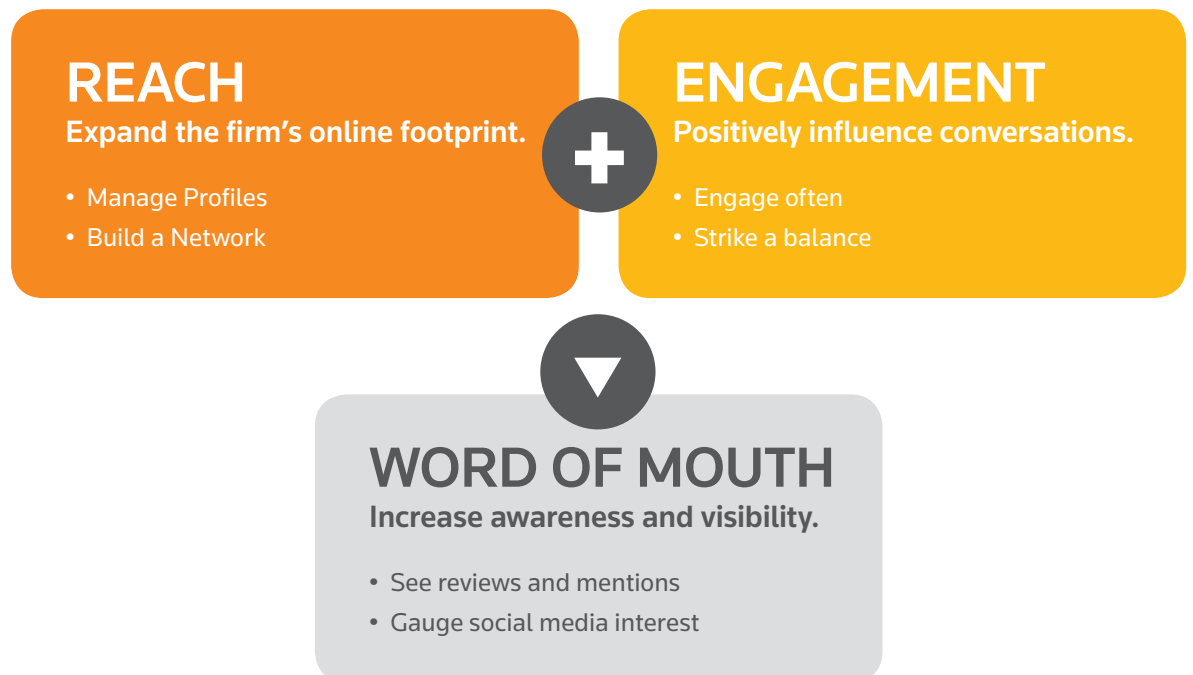 REACH
Expand the firm’s online footprint.
• Manage Profiles
• Build a Network
ENGAGEMENT
Positively influence conversations.
• Engage often
• Strike a balance
WORD OF MOUTH
Increase awareness and visibility.
• See reviews and mentions
• Gauge social media interest